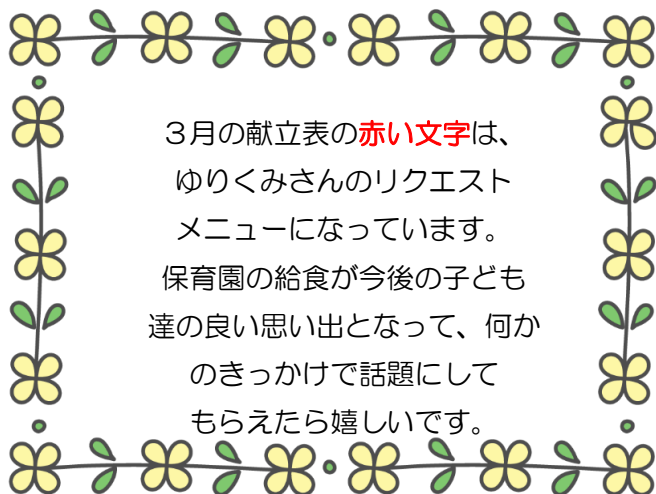 ３月の献立表の赤い文字は、
ゆりくみさんのリクエスト
メニューになっています。
保育園の給食が今後の子ども
達の良い思い出となって、何か
のきっかけで話題にして
もらえたら嬉しいです。